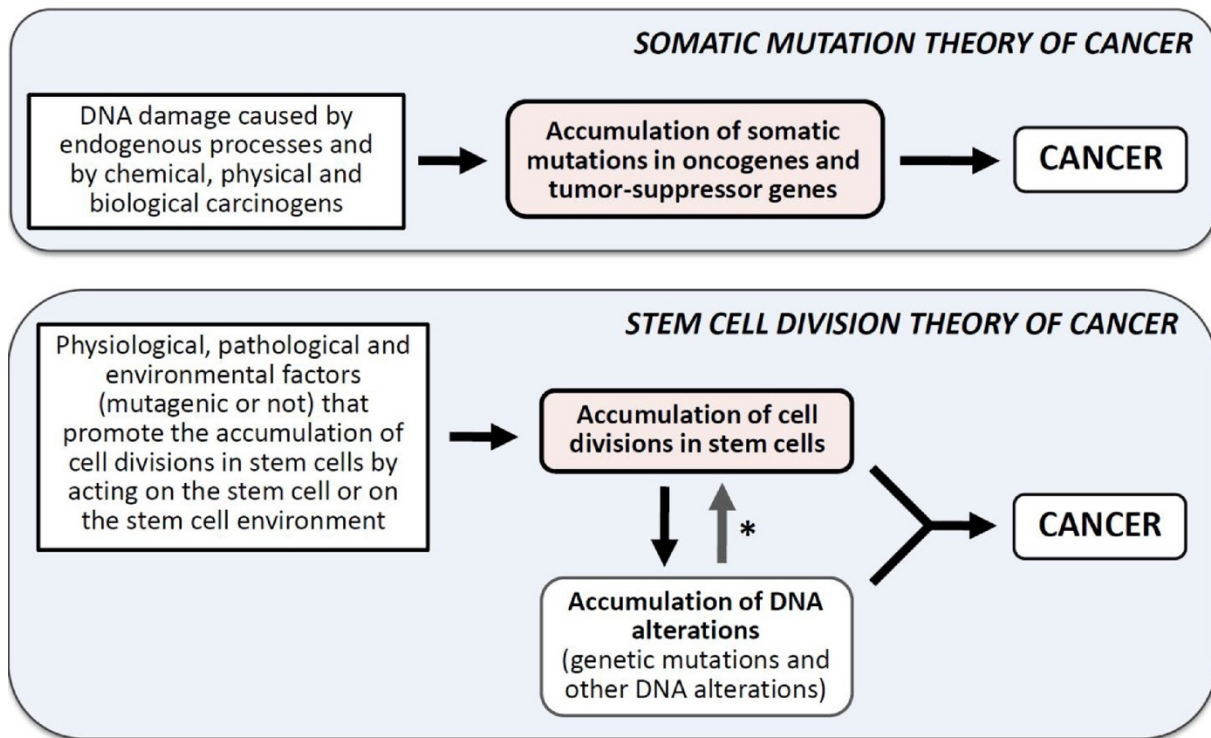 SOMATIC MUTATION THEORY OF CANCER
DNA damage caused by
endogenous processes and
by chemical, physical and
biological carcinogens
Accumulation of somatic
mutations in oncogenes and
tumor-suppressor genes
CANCER
STEM CELL DIVISION THEORY OF CANCER
Physiological, pathological and
environmental factors
(mutagenic or not) that
promote the accumulation of
cell divisions in stem cells by
acting on the stem cell or on
the stem cell environment
Accumulation of cell
divisions in stem cells
*
Accumulation of DNA
alterations
(genetic mutations and
other DNA alterations)
CANCER